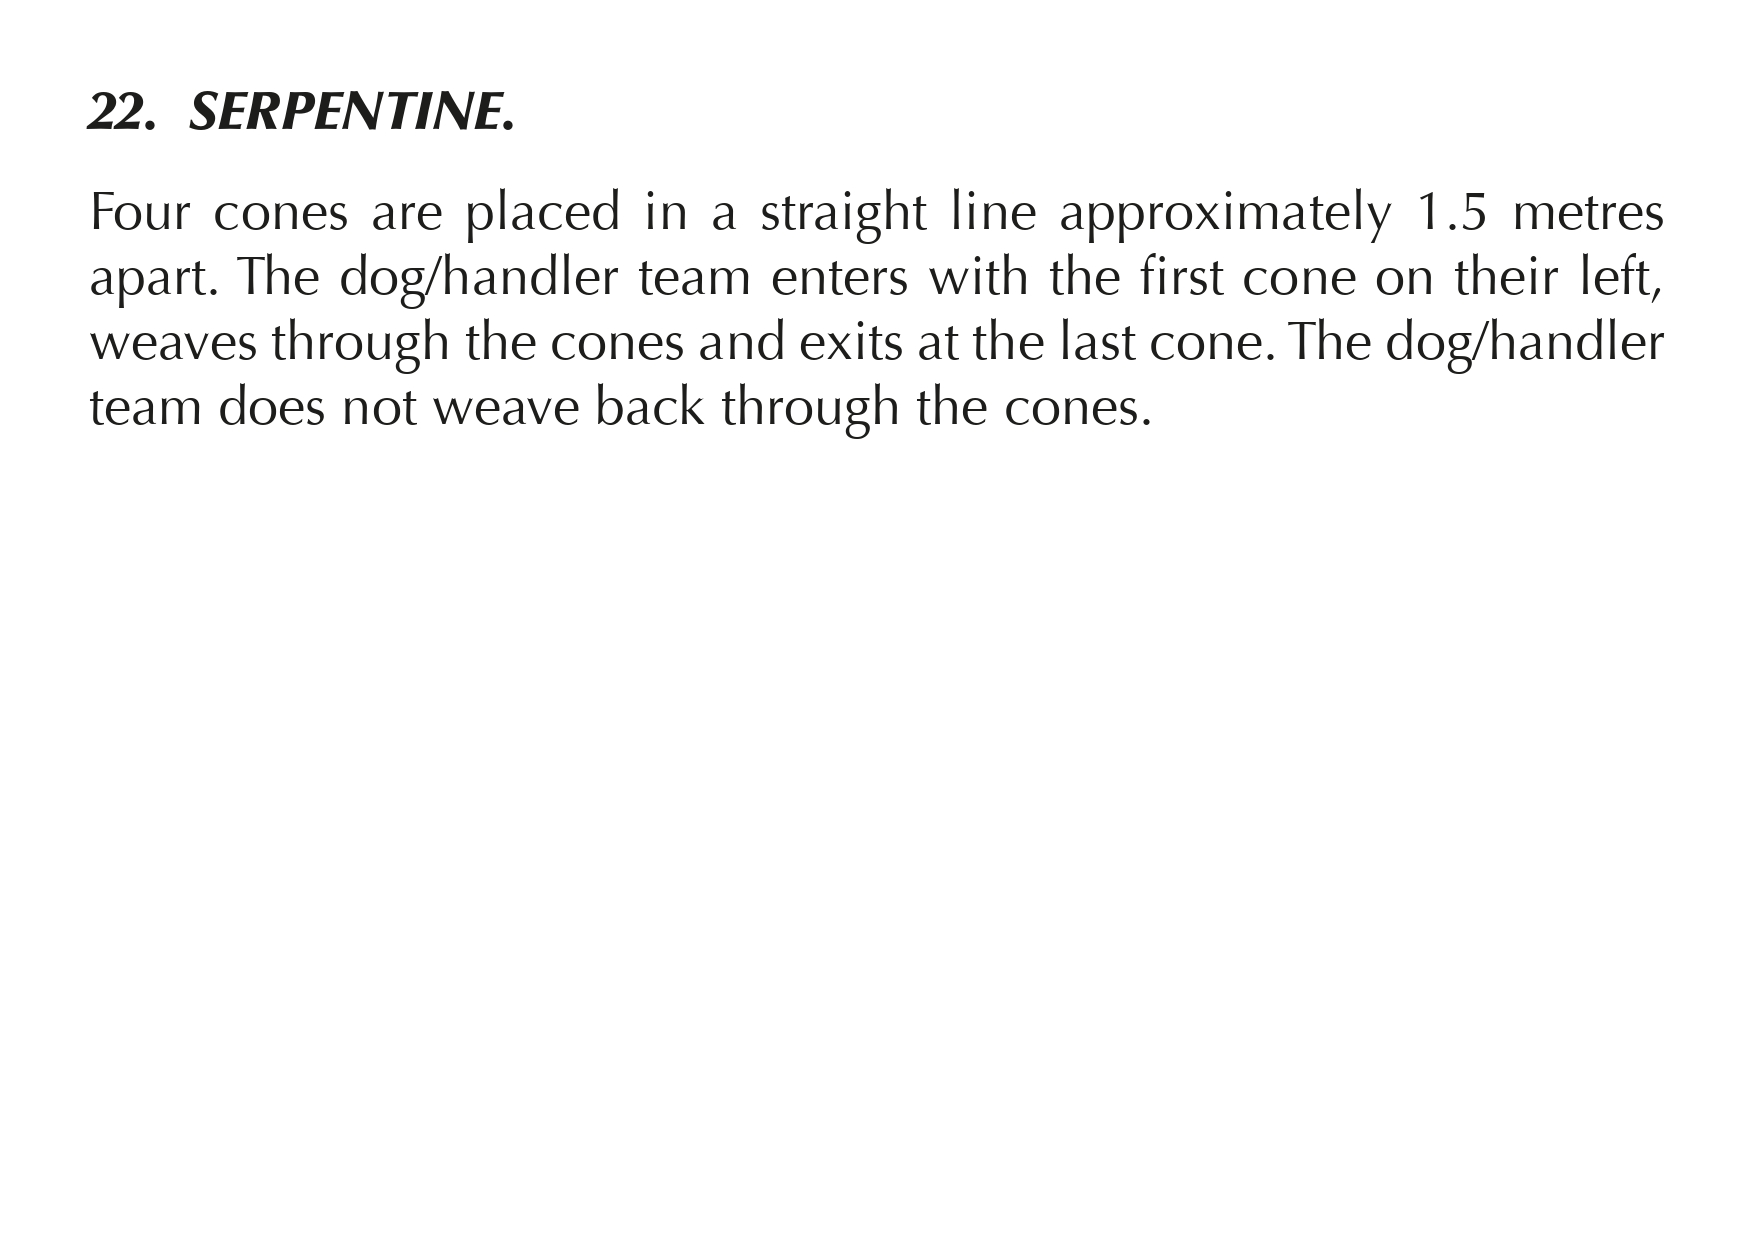 22. SERPENTINE.
Four cones are placed in a straight line approximately 1.5 metres
apart. The dog/handler team enters with the first cone on their left,
weaves through the cones and exits at the last cone. The dog/handler
team does not weave back through the cones.